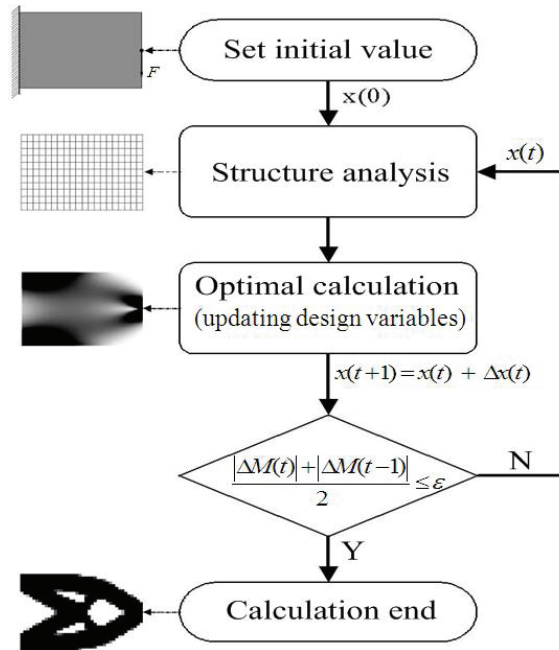 Set initial value
F
x(0)
Structure analysis
x(t)
Optimal calculation
(updating design variables)
x(t+1)=x(t) + Δx(t)
|ΔM(t)|+|ΔM(t−1)|
2
≤ε
N
Y
Calculation end